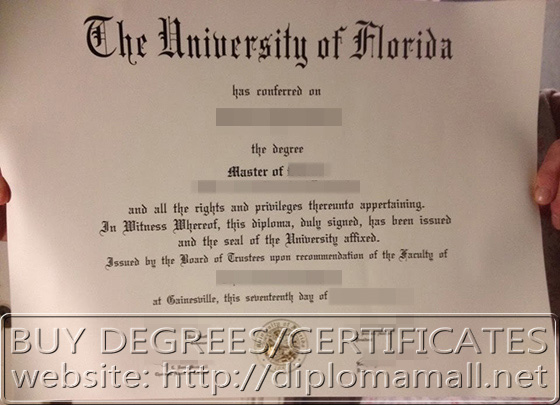 The University of Florida
has conferred on
the degree
Master of
and all the rights and privileges thereunto appertaining.
In Witness Whereof, this diploma, duly signed, has been issued
and the seal of the University affixed.
Issued by the Board of Trustees upon recommendation of the Faculty of
at Gainesville, this seventeenth day of
BUY DEGREES/CERTIFICATES
website: http://diplomamall.net